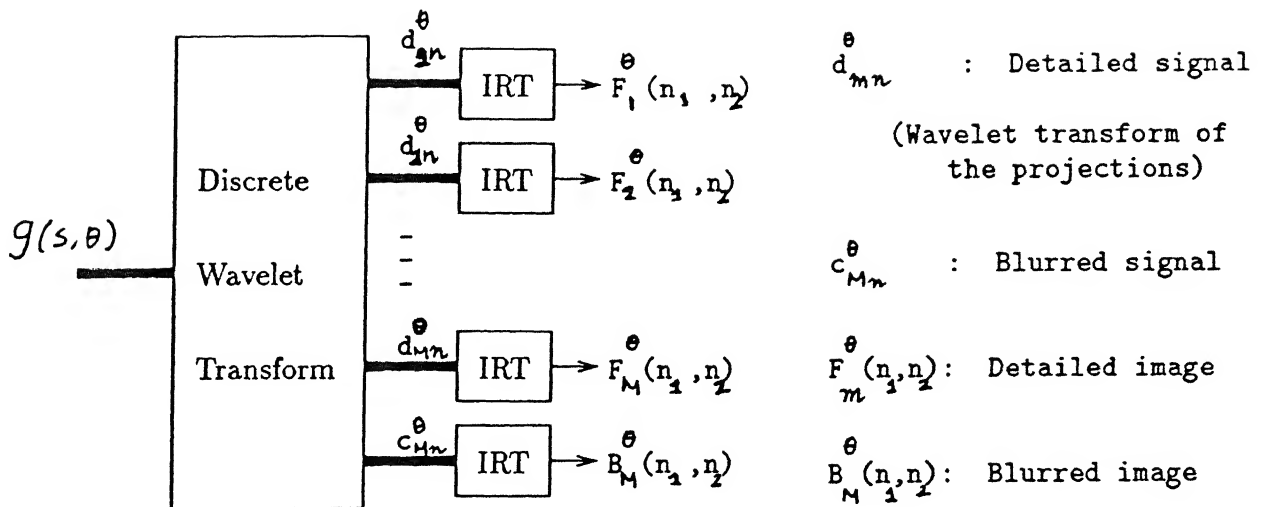 d^θ_1n
IRT
F^θ_1(n_1, n_2)
d^θ_mn : Detailed signal
(Wavelet transform of
the projections)
d^θ_2n
Discrete
IRT
F^θ_2(n_1, n_2)
g(s,θ)
Wavelet
c^θ_Mn : Blurred signal
d^θ_Mn
Transform
IRT
F^θ_M(n_1, n_2)
F^θ_m(n_1,n_2): Detailed image
c^θ_Mn
IRT
B^θ_M(n_1, n_2)
B^θ_M(n_1,n_2): Blurred image